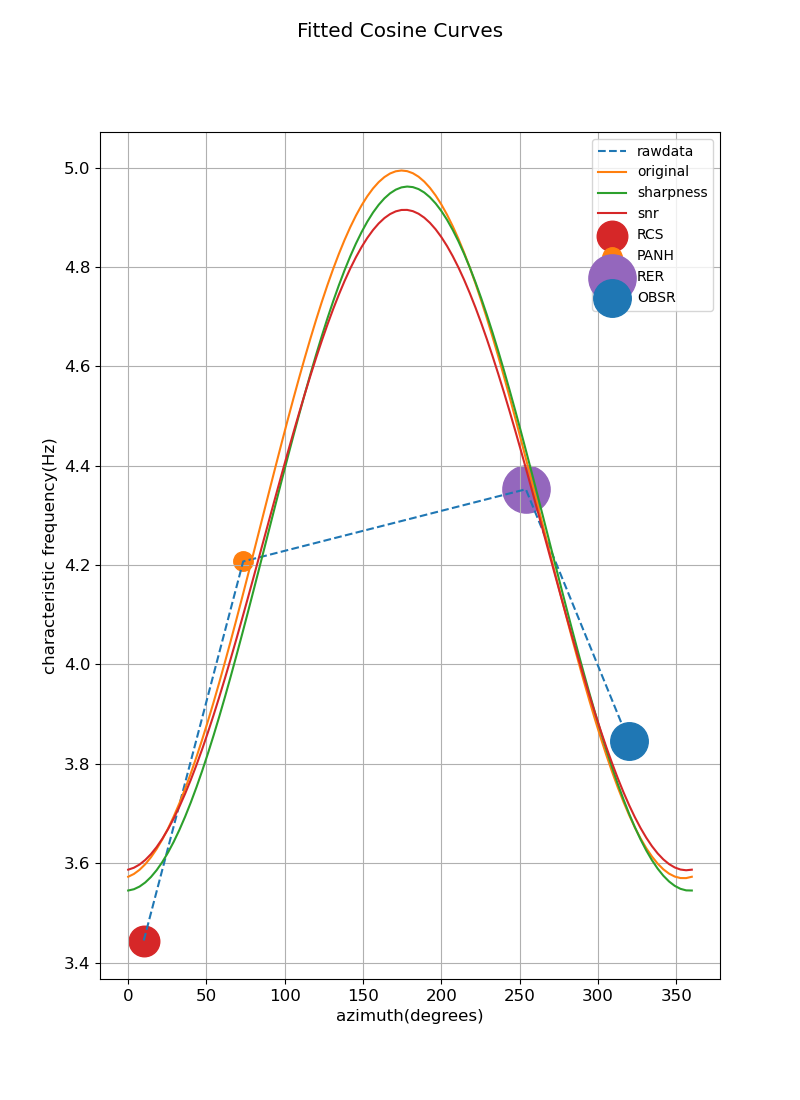 Fitted Cosine Curves
rawdata
original
sharpness
snr
RCS
PANH
RER
OBSR
characteristic frequency(Hz)
5.0
4.8
4.6
4.4
4.2
4.0
3.8
3.6
3.4
0 50 100 150 200 250 300 350
azimuth(degrees)